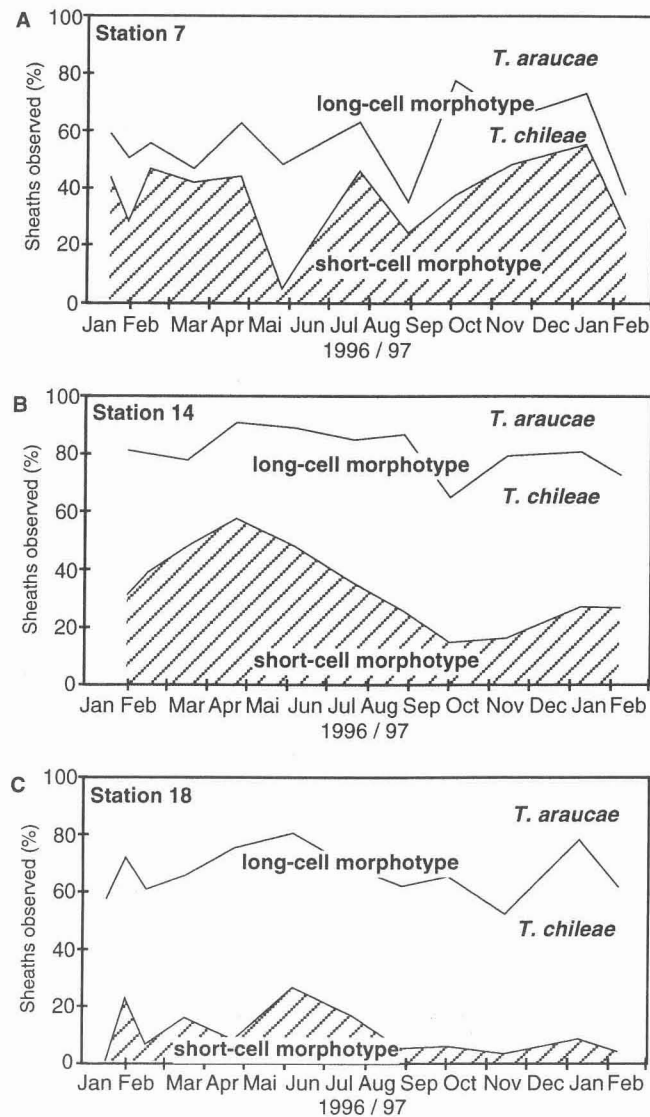 A
Station 7
T. araucae
long-cell morphotype
T. chileae
short-cell morphotype
Sheaths observed (%)
100
80
60
40
20
0
Jan Feb Mar Apr Mai Jun Jul Aug Sep Oct Nov Dec Jan Feb
1996 / 97
B
Station 14
T. araucae
long-cell morphotype
T. chileae
short-cell morphotype
Sheaths observed (%)
100
80
60
40
20
0
Jan Feb Mar Apr Mai Jun Jul Aug Sep Oct Nov Dec Jan Feb
1996 / 97
C
Station 18
T. araucae
long-cell morphotype
T. chileae
short-cell morphotype
Sheaths observed (%)
100
80
60
40
20
0
Jan Feb Mar Apr Mai Jun Jul Aug Sep Oct Nov Dec Jan Feb
1996 / 97